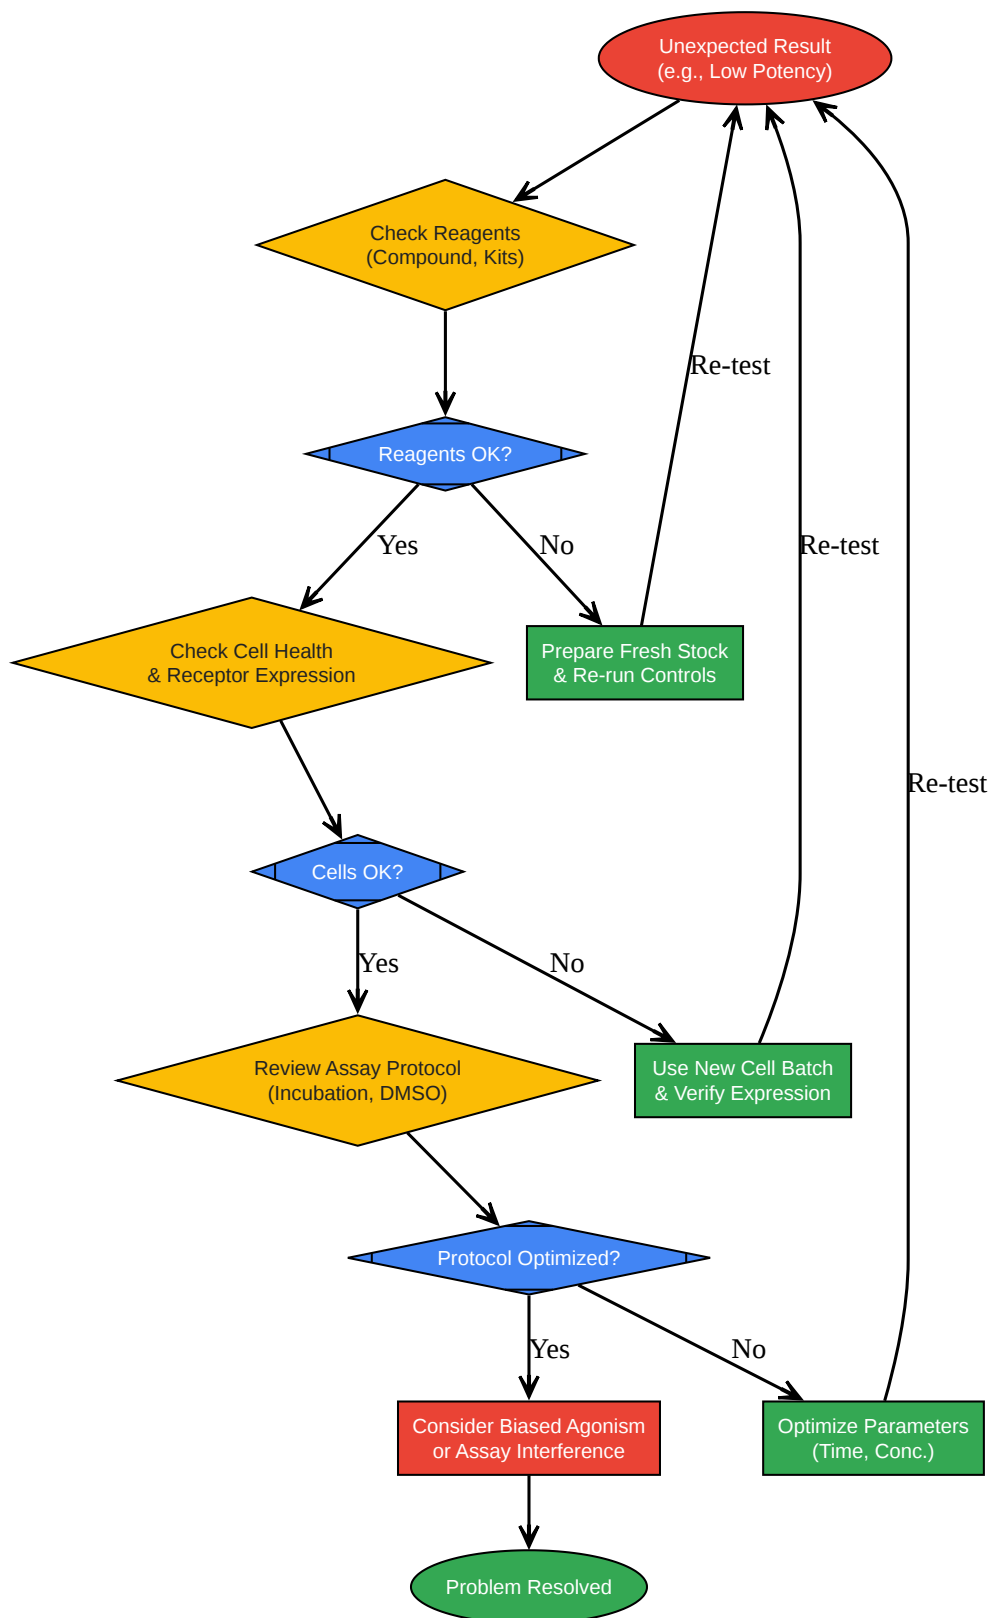 Unexpected Result
(e.g., Low Potency)
Check Reagents
(Compound, Kits)
Re-test
Reagents OK?
Yes
No
Re-test
Check Cell Health
& Receptor Expression
Prepare Fresh Stock
& Re-run Controls
Re-test
Cells OK?
Yes
No
Review Assay Protocol
(Incubation, DMSO)
Use New Cell Batch
& Verify Expression
Protocol Optimized?
Yes
No
Consider Biased Agonism
or Assay Interference
Optimize Parameters
(Time, Conc.)
Problem Resolved